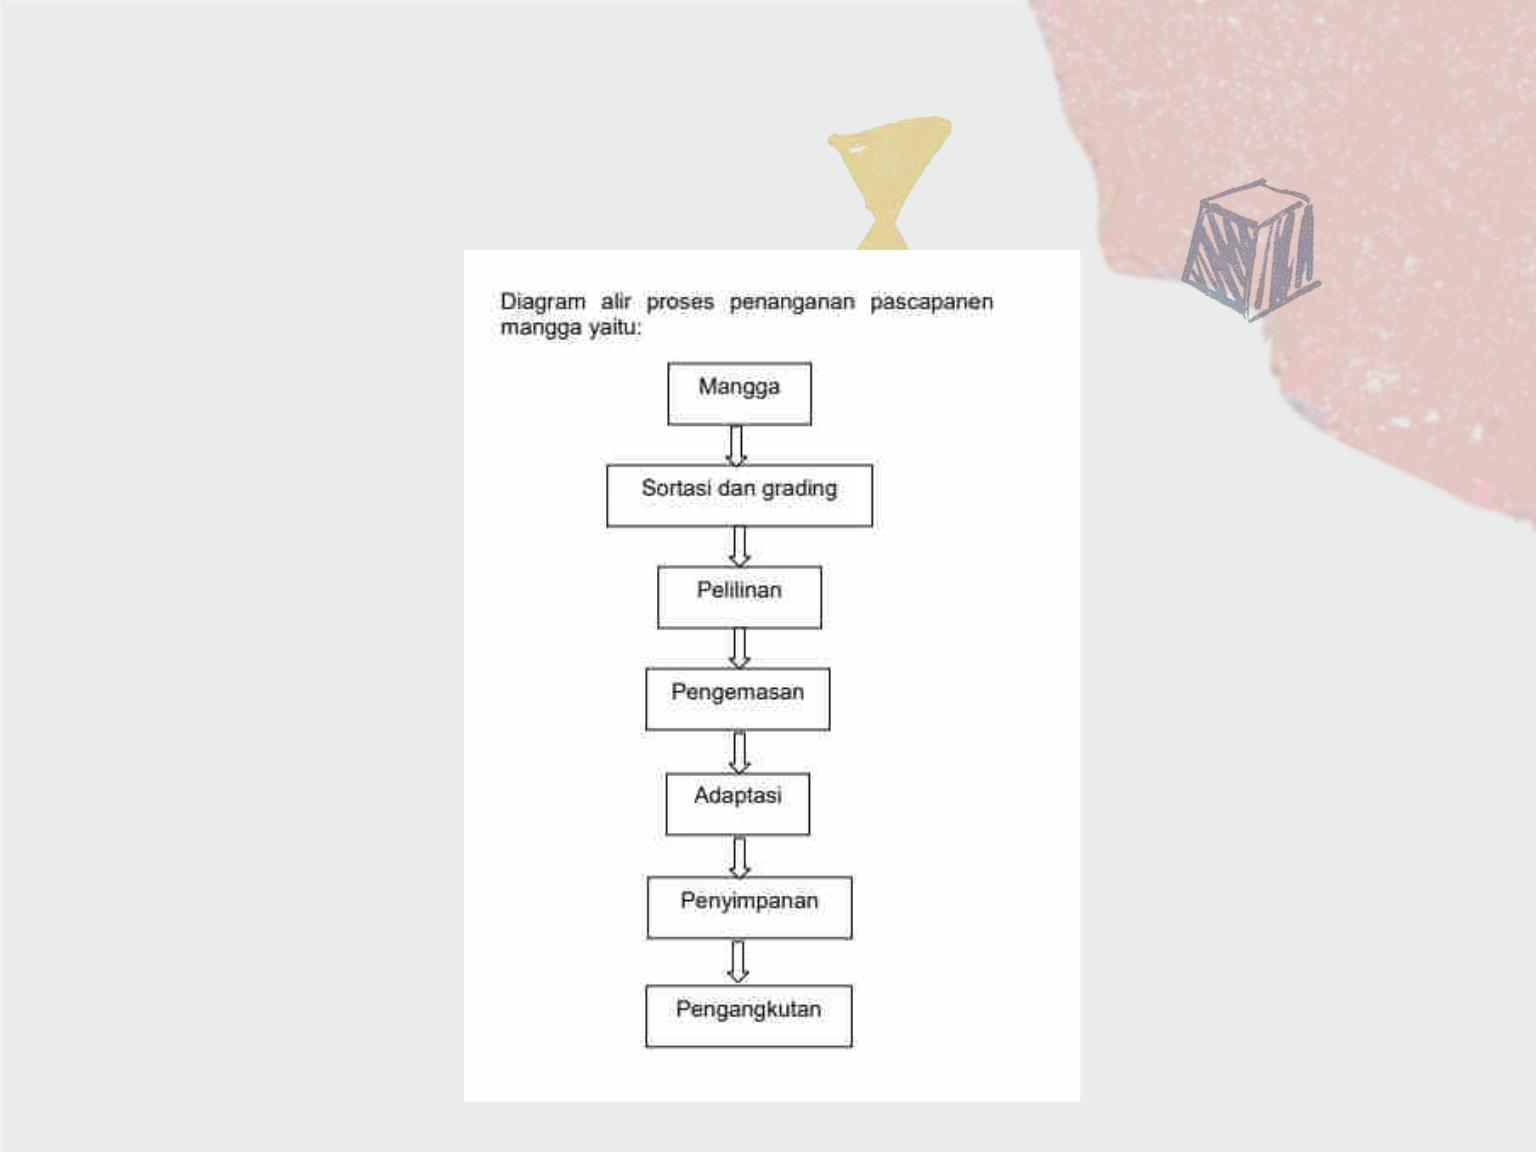 Diagram alir proses penanganan pascapanen
mangga yaitu:
Mangga
Sortasi dan grading
Pelilinan
Pengemasan
Adaptasi
Penyimpanan
Pengangkutan